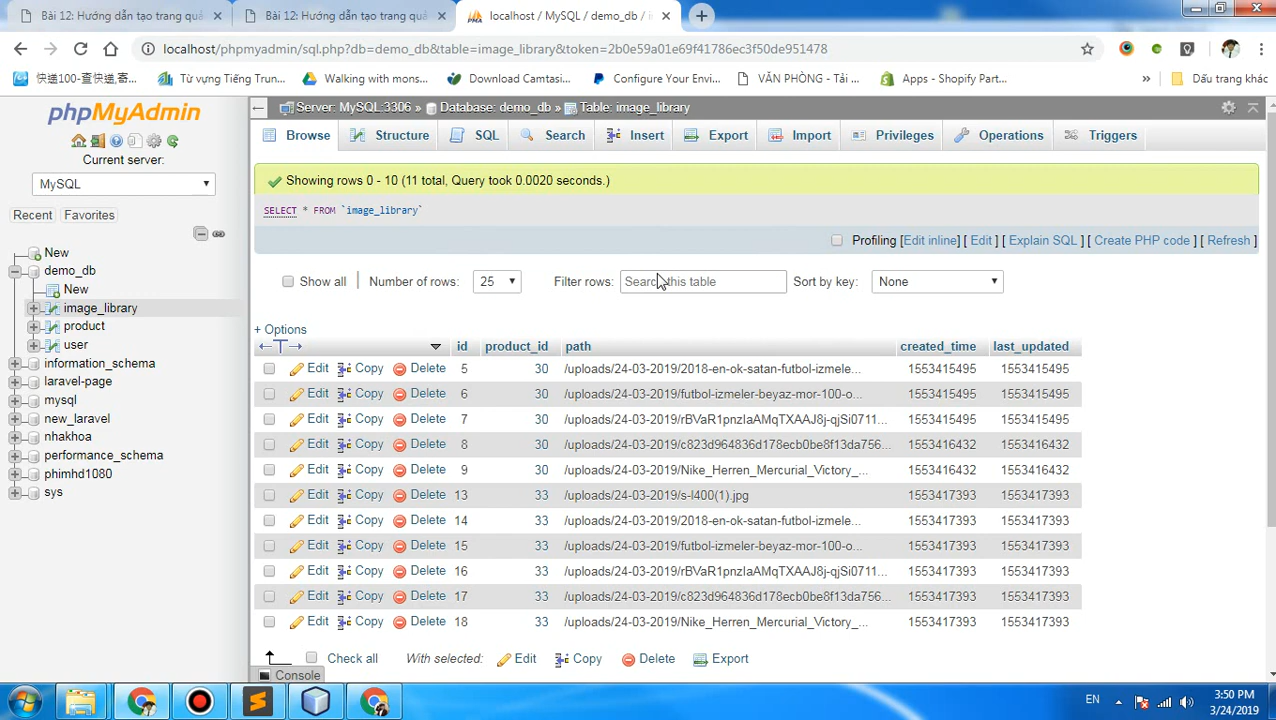 Bài 12: Hướng dẫn tạo trang quả
Bài 12: Hướng dẫn tạo trang quả
localhost / MySQL / demo_db / i
localhost/phpmyadmin/sql.php?db=demo_db&table=image_library&token=2b0e59a01e69f41786ec3f50de951478
快递100-查快递,寄...
Từ vựng Tiếng Trun...
Walking with mons...
Download Camtasi...
Configure Your Envi...
VĂN PHÒNG - Tài ...
Apps - Shopify Part...
»
Dấu trang khác
phpMyAdmin
Current server:
MySQL
Recent
Favorites
New
demo_db
New
image_library
product
user
information_schema
laravel-page
mysql
new_laravel
nhakhoa
performance_schema
phimhd1080
sys
Server: MySQL:3306 » Database: demo_db » Table: image_library
Browse Structure SQL Search Insert Export Import Privileges Operations Triggers
Showing rows 0 - 10 (11 total, Query took 0.0020 seconds.)
SELECT * FROM `image_library`
Profiling [Edit inline] [ Edit ] [ Explain SQL ] [ Create PHP code ] [ Refresh ]
Show all Number of rows: 25 Filter rows: Search this table Sort by key: None
+ Options
id product_id path created_time last_updated
Edit Copy Delete 5 30 /uploads/24-03-2019/2018-en-ok-satan-futbol-izmele... 1553415495 1553415495
Edit Copy Delete 6 30 /uploads/24-03-2019/futbol-izmeler-beyaz-mor-100-o... 1553415495 1553415495
Edit Copy Delete 7 30 /uploads/24-03-2019/rBVaR1pnzIaAMqTXAAJ8j-qjSi0711... 1553415495 1553415495
Edit Copy Delete 8 30 /uploads/24-03-2019/c823d964836d178ecb0be8f13da756... 1553416432 1553416432
Edit Copy Delete 9 30 /uploads/24-03-2019/Nike_Herren_Mercurial_Victory_... 1553416432 1553416432
Edit Copy Delete 13 33 /uploads/24-03-2019/s-l400(1).jpg 1553417393 1553417393
Edit Copy Delete 14 33 /uploads/24-03-2019/2018-en-ok-satan-futbol-izmele... 1553417393 1553417393
Edit Copy Delete 15 33 /uploads/24-03-2019/futbol-izmeler-beyaz-mor-100-o... 1553417393 1553417393
Edit Copy Delete 16 33 /uploads/24-03-2019/rBVaR1pnzIaAMqTXAAJ8j-qjSi0711... 1553417393 1553417393
Edit Copy Delete 17 33 /uploads/24-03-2019/c823d964836d178ecb0be8f13da756... 1553417393 1553417393
Edit Copy Delete 18 33 /uploads/24-03-2019/Nike_Herren_Mercurial_Victory_... 1553417393 1553417393
Check all With selected: Edit Copy Delete Export
Console
EN
3:50 PM
3/24/2019